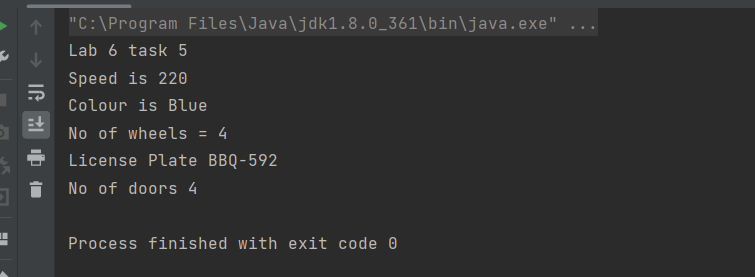 "C:\Program Files\Java\jdk1.8.0_361\bin\java.exe" ...
Lab 6 task 5
Speed is 220
Colour is Blue
No of wheels = 4
License Plate BBQ-592
No of doors 4
Process finished with exit code 0